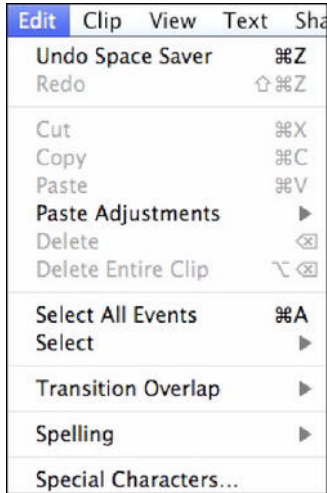 Edit Clip View Text Sha
Undo Space Saver ⌘Z
Redo ⇧⌘Z
Cut ⌘X
Copy ⌘C
Paste ⌘V
Paste Adjustments ▶
Delete ⌫
Delete Entire Clip ⌥⌫
Select All Events ⌘A
Select ▶
Transition Overlap ▶
Spelling ▶
Special Characters...